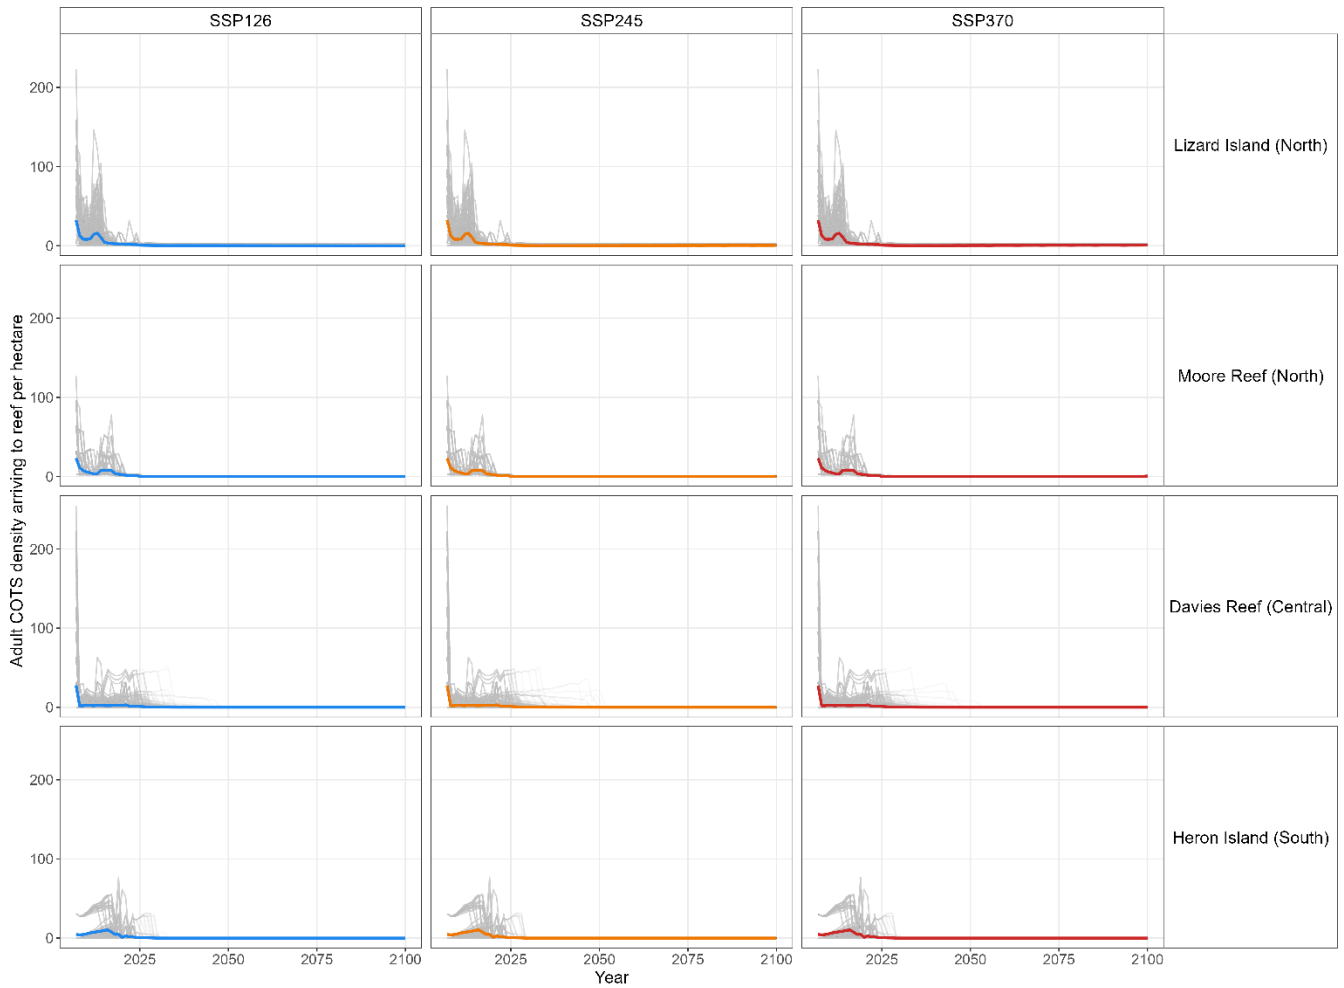 SSP126 SSP245 SSP370
Adult COTS density arriving to reef per hectare
200
100
0
Lizard Island (North)
200
100
0
Moore Reef (North)
200
100
0
Davies Reef (Central)
200
100
0
Heron Island (South)
2025 2050 2075 2100 2025 2050 2075 2100 2025 2050 2075 2100
Year